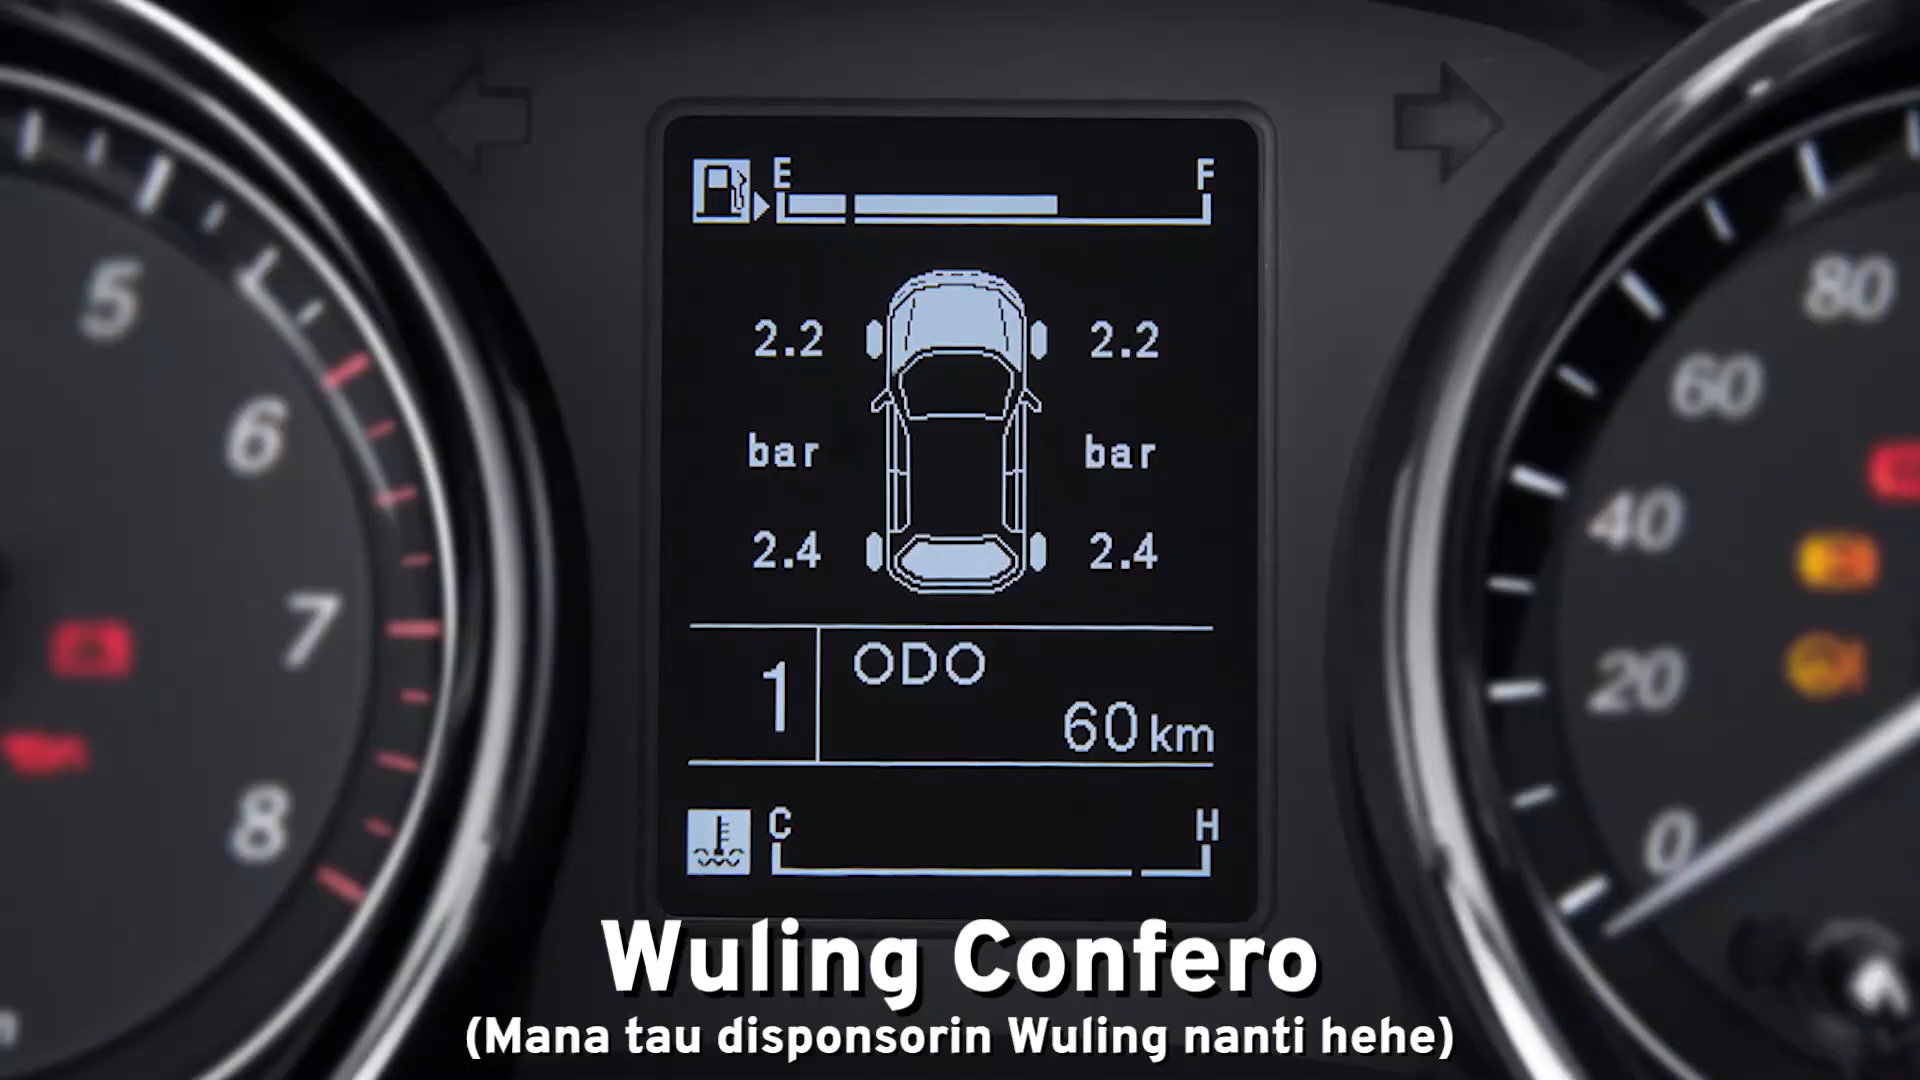 E F
2.2 2.2
bar bar
2.4 2.4
1 ODO
60 km
C H
5
6
7
8
80
60
40
20
0
Wuling Confero
(Mana tau disponsorin Wuling nanti hehe)